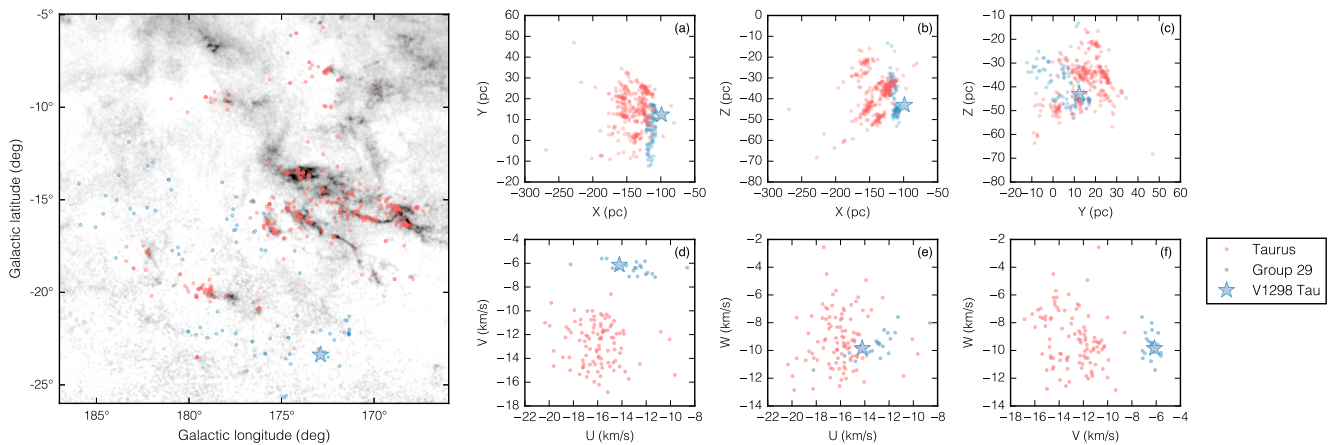 -5°
-10°
-15°
-20°
-25°
185° 180° 175° 170°
Galactic latitude (deg)
Galactic longitude (deg)
(a)
60
50
40
30
20
10
0
−10
−20
−300 −250 −200 −150 −100 −50
Y (pc)
X (pc)
(b)
0
−10
−20
−30
−40
−50
−60
−70
−80
−300 −250 −200 −150 −100 −50
Z (pc)
X (pc)
(c)
−10
−20
−30
−40
−50
−60
−70
−80
−20 −10 0 10 20 30 40 50 60
Z (pc)
Y (pc)
(d)
−4
−6
−8
−10
−12
−14
−16
−18
−22 −20 −18 −16 −14 −12 −10 −8
V (km/s)
U (km/s)
(e)
−2
−4
−6
−8
−10
−12
−14
−22 −20 −18 −16 −14 −12 −10 −8
W (km/s)
U (km/s)
(f)
−2
−4
−6
−8
−10
−12
−14
−18 −16 −14 −12 −10 −8 −6 −4
W (km/s)
V (km/s)
Taurus
Group 29
V1298 Tau